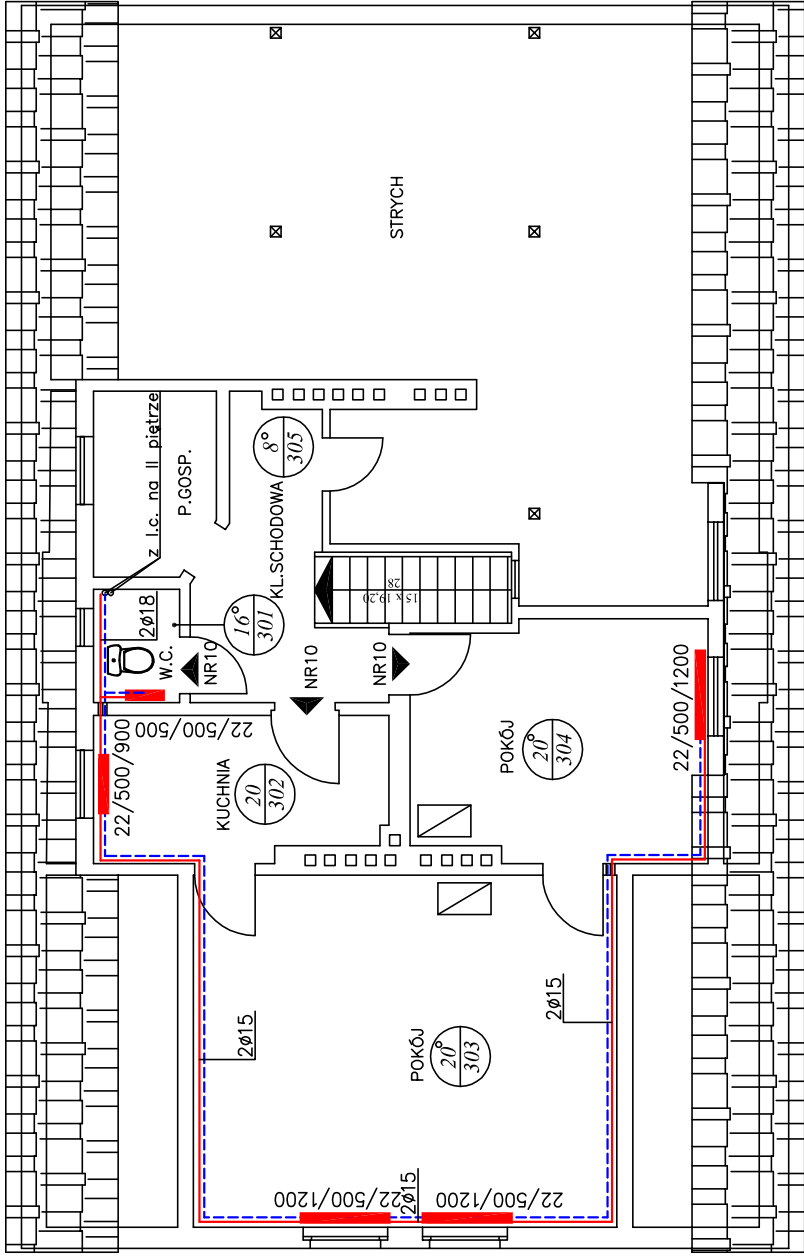 STRYCH
z l.c. na II piętrze
P.GOSP.
8°
305
KL.SCHODOWA
15 x 19,20
28
2ø18
16°
301
W.C.
NR10
NR10
NR10
22/500/500
22/500/900
KUCHNIA
20
302
POKÓJ
20°
304
22/500/1200
2ø15
2ø15
POKÓJ
20°
303
22/500/1200
2ø15
22/500/1200